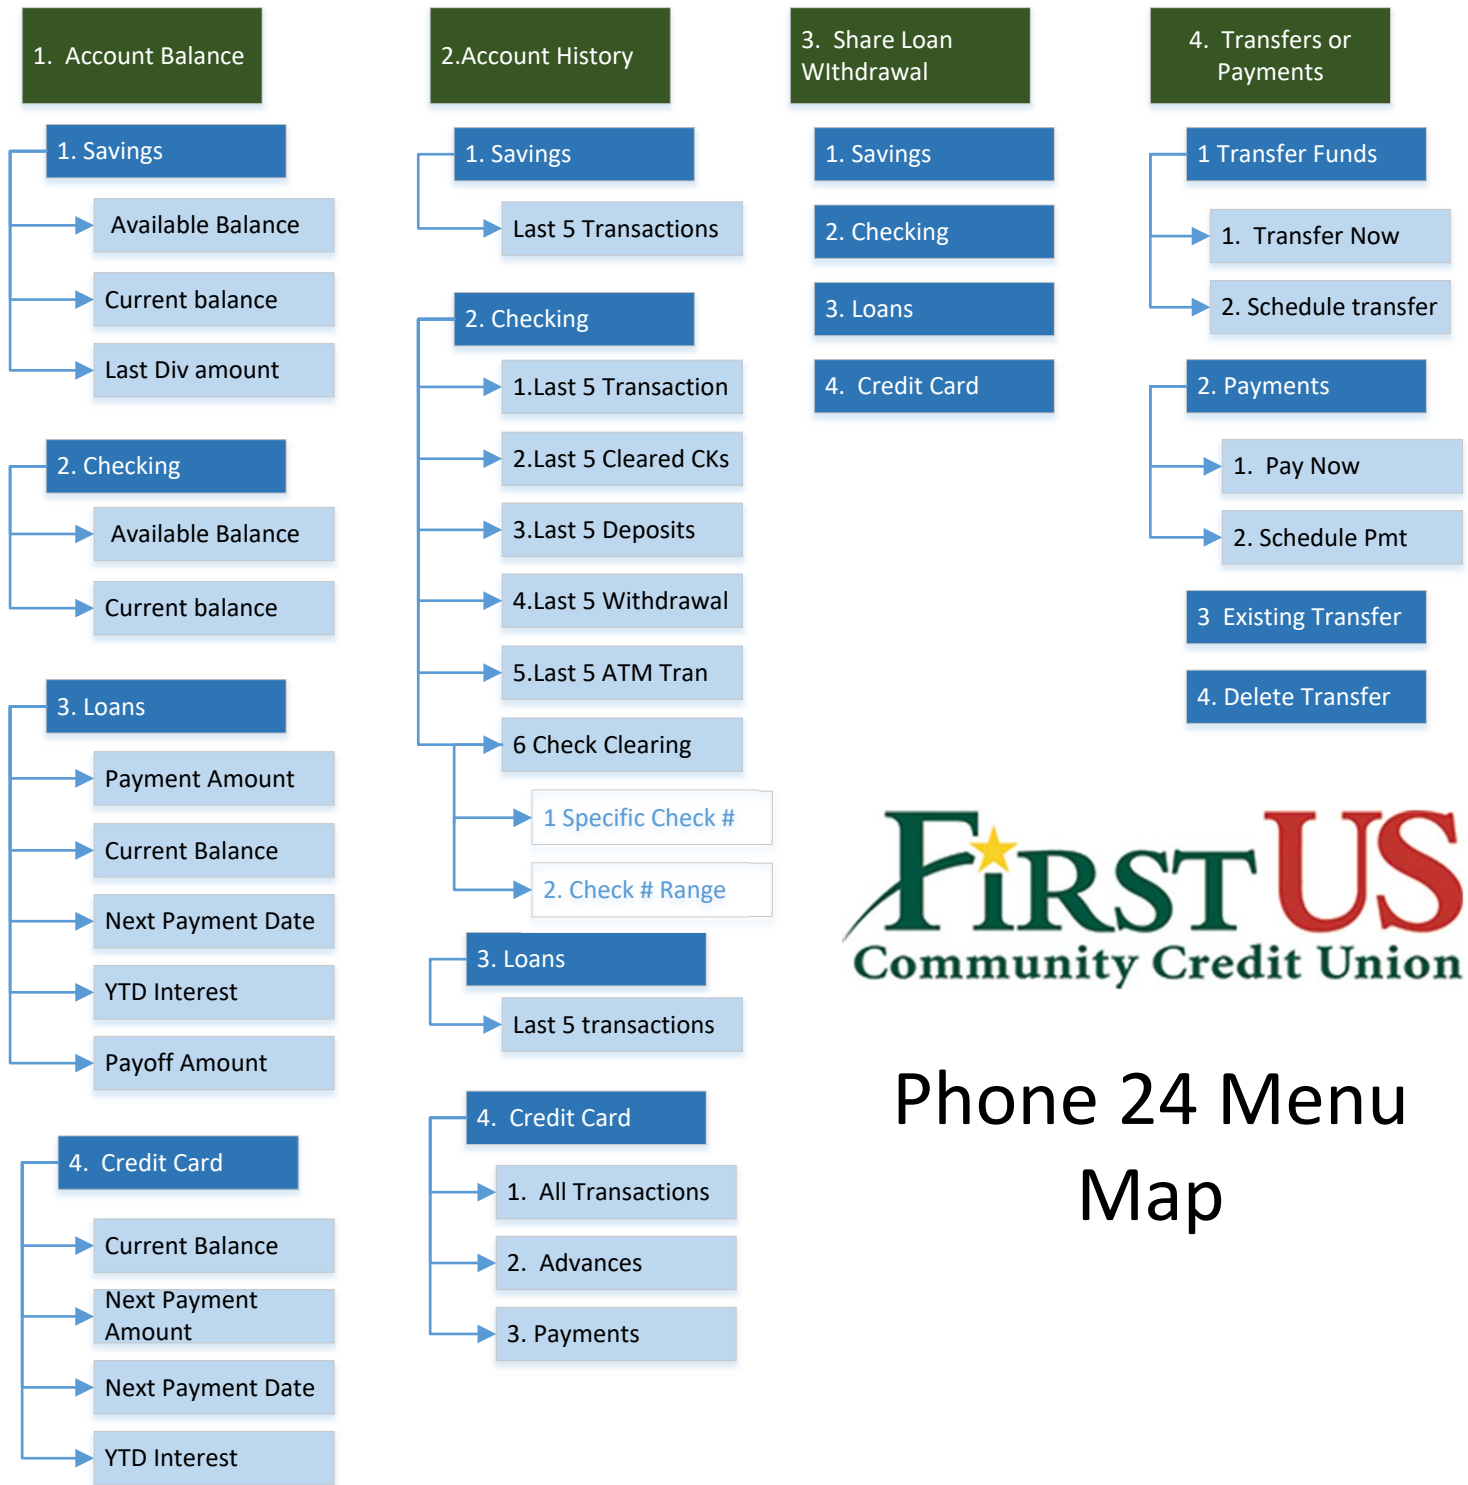 1. Account Balance
1. Savings
Available Balance
Current balance
Last Div amount
2. Checking
Available Balance
Current balance
3. Loans
Payment Amount
Current Balance
Next Payment Date
YTD Interest
Payoff Amount
4. Credit Card
Current Balance
Next Payment
Amount
Next Payment Date
YTD Interest
2.Account History
1. Savings
Last 5 Transactions
2. Checking
1.Last 5 Transaction
2.Last 5 Cleared CKs
3.Last 5 Deposits
4.Last 5 Withdrawal
5.Last 5 ATM Tran
6 Check Clearing
1 Specific Check #
2. Check # Range
3. Loans
Last 5 transactions
4. Credit Card
1. All Transactions
2. Advances
3. Payments
3. Share Loan
WIthdrawal
1. Savings
2. Checking
3. Loans
4. Credit Card
4. Transfers or
Payments
1 Transfer Funds
1. Transfer Now
2. Schedule transfer
2. Payments
1. Pay Now
2. Schedule Pmt
3 Existing Transfer
4. Delete Transfer
FiRST US
Community Credit Union
Phone 24 Menu
Map